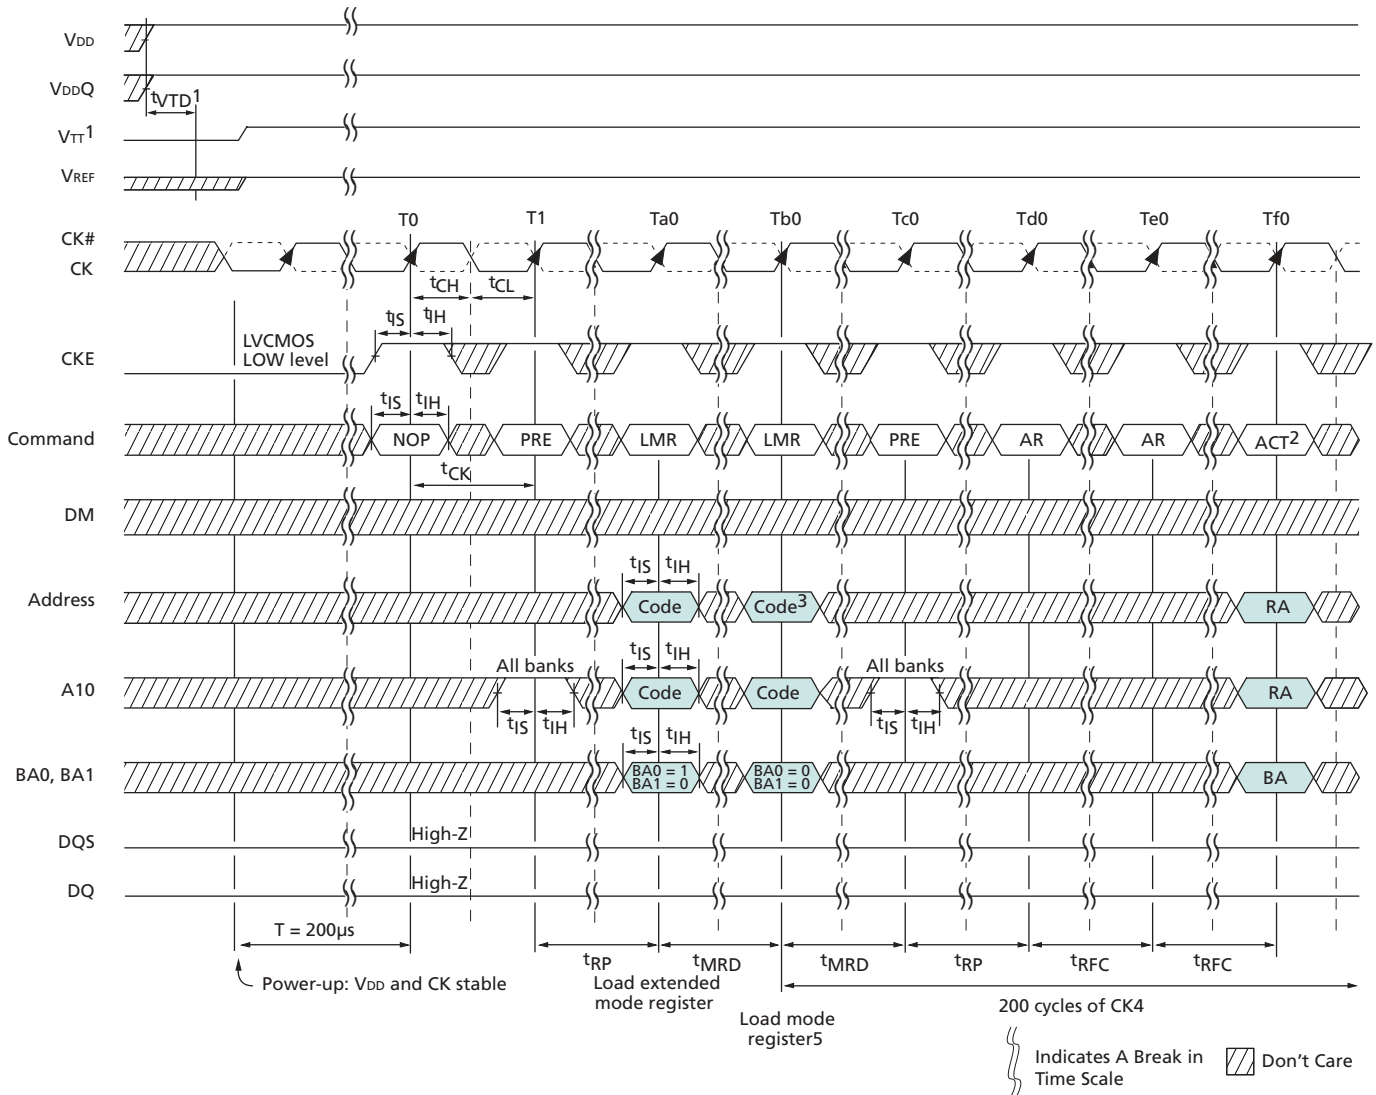 VDD
VDDQ
tVTD1
VTT1
VREF
T0 T1 Ta0 Tb0 Tc0 Td0 Te0 Tf0
CK#
CK
tCH tCL
tIS tIH
LVCMOS
LOW level
CKE
tIS tIH
Command NOP PRE LMR LMR PRE AR AR ACT2
tCK
DM
tIS tIH
Address Code Code3 RA
tIS tIH
All banks All banks
A10 Code Code RA
tIS tIH tIS tIH
tIS tIH
BA0, BA1 BA0 = 1 BA0 = 0 BA
BA1 = 0 BA1 = 0
DQS High-Z
DQ High-Z
T = 200µs
tRP tMRD tMRD tRP tRFC tRFC
Power-up: VDD and CK stable
Load extended
mode register
200 cycles of CK4
Load mode
register5
Indicates A Break in
Time Scale
Don't Care